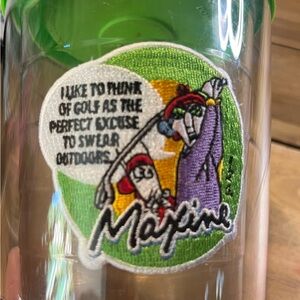 I LIKE TO THINK
OF GOLF AS THE
PERFECT EXCUSE
TO SWEAR
OUTDOORS.
Maxine